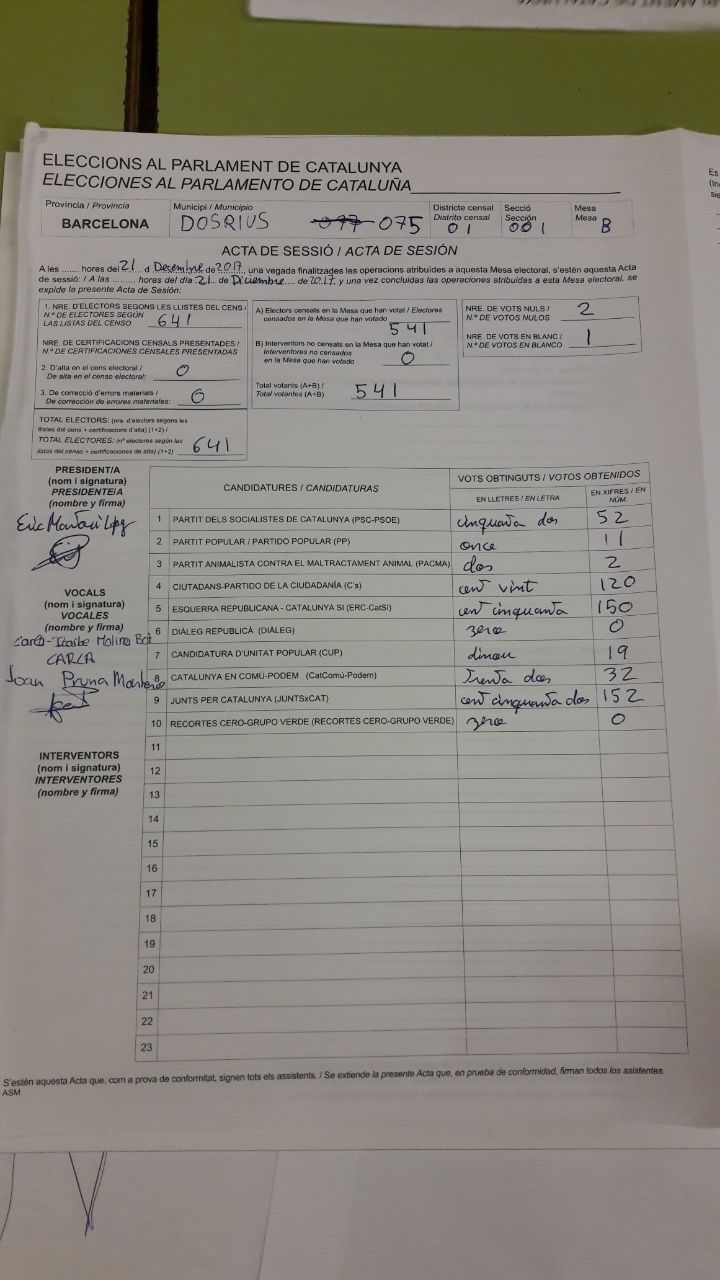 ELECCIONS AL PARLAMENT DE CATALUNYA
ELECCIONES AL PARLAMENTO DE CATALUÑA
Província / Provincia
BARCELONA
Municipi / Municipio
DOSRIUS 075
Districte censal
Distrito censal
01
Secció
Sección
001
Mesa
Mesa
B
ACTA DE SESSIÓ / ACTA DE SESIÓN
A les ....... hores del 21 d Decembre de 2017, una vegada finalitzades les operacions atribuïdes a aquesta Mesa electoral, s'estén aquesta Acta
de sessió: / A las ......... horas del día 21 de Diciembre de 2017, y una vez concluidas las operaciones atribuidas a esta Mesa electoral, se
expide la presente Acta de Sesión:
1. NRE. D'ELECTORS SEGONS LES LLISTES DEL CENS /
N.º DE ELECTORES SEGÚN
LAS LISTAS DEL CENSO 641
NRE. DE CERTIFICACIONS CENSALS PRESENTADES /
N.º DE CERTIFICACIONES CENSALES PRESENTADAS
2. D'alta en el cens electoral /
De alta en el censo electoral: 0
3. De correcció d'errors materials /
De corrección de errores materiales: 0
TOTAL ELECTORS: (nre. d'electors segons les
llistes del cens + certificacions d'alta) (1+2) /
TOTAL ELECTORES: (nº electores según las
listas del censo + certificaciones de alta) (1+2) 641
A) Electors censats en la Mesa que han votat / Electores
censados en la Mesa que han votado 541
B) Interventors no censats en la Mesa que han votat /
Interventores no censados
en la Mesa que han votado 0
Total votants (A+B) /
Total votantes (A+B) 541
NRE. DE VOTS NULS /
N.º DE VOTOS NULOS 2
NRE. DE VOTS EN BLANC /
N.º DE VOTOS EN BLANCO 1
PRESIDENT/A
(nom i signatura)
PRESIDENTE/A
(nombre y firma)
VOCALS
(nom i signatura)
VOCALES
(nombre y firma)
CARLA
Joan Pruna
INTERVENTORS
(nom i signatura)
INTERVENTORES
(nombre y firma)
CANDIDATURES / CANDIDATURAS
VOTS OBTINGUTS / VOTOS OBTENIDOS
EN LLETRES / EN LETRA
EN XIFRES / EN NÚM.
1 PARTIT DELS SOCIALISTES DE CATALUNYA (PSC-PSOE) cinquanta dos 52
2 PARTIT POPULAR / PARTIDO POPULAR (PP) once 11
3 PARTIT ANIMALISTA CONTRA EL MALTRACTAMENT ANIMAL (PACMA) dos 2
4 CIUTADANS-PARTIDO DE LA CIUDADANÍA (C's) cent vint 120
5 ESQUERRA REPUBLICANA - CATALUNYA SÍ (ERC-CatSí) cent cinquanta 150
6 DIÀLEG REPUBLICÀ (DIÀLEG) zero 0
7 CANDIDATURA D'UNITAT POPULAR (CUP) dinou 19
8 CATALUNYA EN COMÚ-PODEM (CatComú-Podem) trenta dos 32
9 JUNTS PER CATALUNYA (JUNTSxCAT) cent cinquanta dos 152
10 RECORTES CERO-GRUPO VERDE (RECORTES CERO-GRUPO VERDE) zero 0
11
12
13
14
15
16
17
18
19
20
21
22
23
S'estén aquesta Acta que, com a prova de conformitat, signen tots els assistents. / Se extiende la presente Acta que, en prueba de conformidad, firman todos los asistentes.
ASM